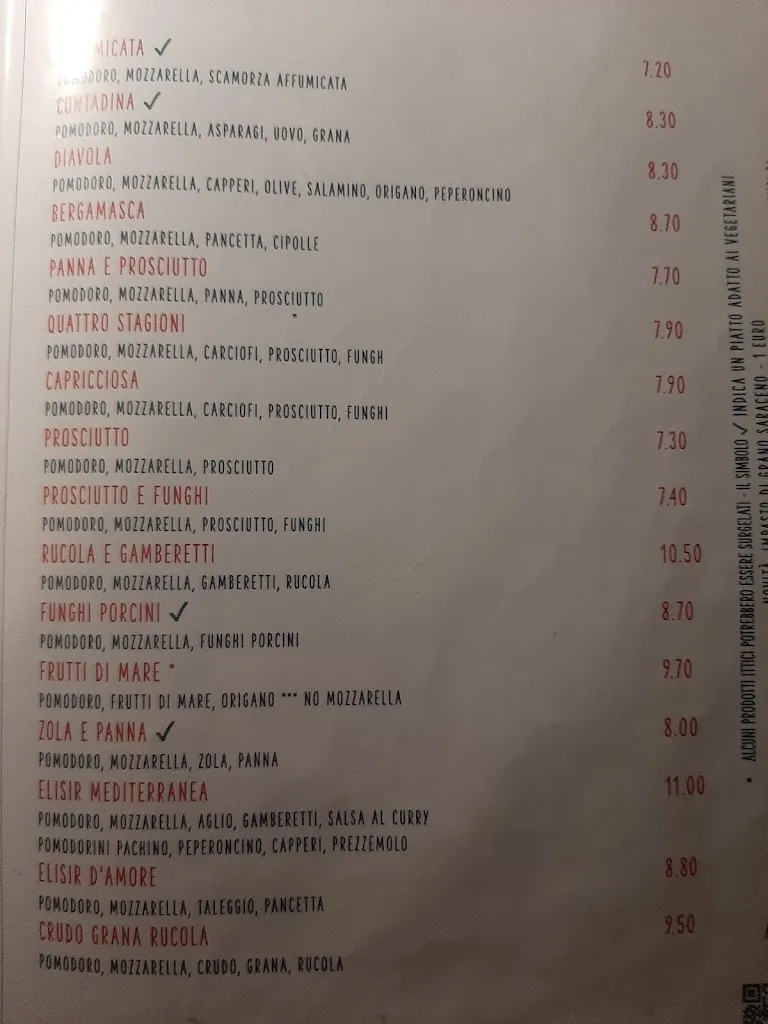 MICATA ✓ 7.20
POMODORO, MOZZARELLA, SCAMORZA AFFUMICATA
CONTADINA ✓ 8.30
POMODORO, MOZZARELLA, ASPARAGI, UOVO, GRANA
DIAVOLA 8.30
POMODORO, MOZZARELLA, CAPPERI, OLIVE, SALAMINO, ORIGANO, PEPERONCINO
BERGAMASCA 8.70
POMODORO, MOZZARELLA, PANCETTA, CIPOLLE
PANNA E PROSCIUTTO 7.70
POMODORO, MOZZARELLA, PANNA, PROSCIUTTO
QUATTRO STAGIONI 7.90
POMODORO, MOZZARELLA, CARCIOFI, PROSCIUTTO, FUNGH
CAPRICCIOSA 7.90
POMODORO, MOZZARELLA, CARCIOFI, PROSCIUTTO, FUNGHI
PROSCIUTTO 7.30
POMODORO, MOZZARELLA, PROSCIUTTO
PROSCIUTTO E FUNGHI 7.40
POMODORO, MOZZARELLA, PROSCIUTTO, FUNGHI
RUCOLA E GAMBERETTI 10.50
POMODORO, MOZZARELLA, GAMBERETTI, RUCOLA
FUNGHI PORCINI ✓ 8.70
POMODORO, MOZZARELLA, FUNGHI PORCINI
FRUTTI DI MARE * 9.70
POMODORO, FRUTTI DI MARE, ORIGANO *** NO MOZZARELLA
ZOLA E PANNA ✓ 8.00
POMODORO, MOZZARELLA, ZOLA, PANNA
ELISIR MEDITERRANEA 11.00
POMODORO, MOZZARELLA, AGLIO, GAMBERETTI, SALSA AL CURRY
POMODORINI PACHINO, PEPERONCINO, CAPPERI, PREZZEMOLO
ELISIR D'AMORE 8.80
POMODORO, MOZZARELLA, TALEGGIO, PANCETTA
CRUDO GRANA RUCOLA 9.50
POMODORO, MOZZARELLA, CRUDO, GRANA, RUCOLA
* ALCUNI PRODOTTI ITTICI POTREBBERO ESSERE SURGELATI - IL SIMBOLO ✓ INDICA UN PIATTO ADATTO AI VEGETARIANI
NOVITÀ IMPASTO DI GRANO SARACENO - 1 EURO